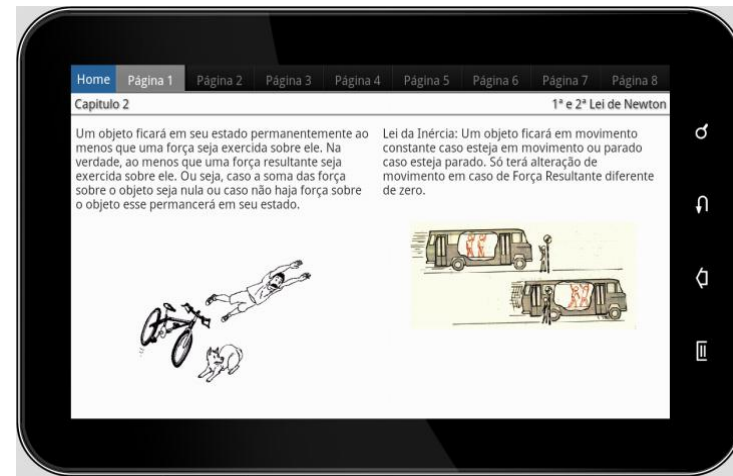 Home Página 1 Página 2 Página 3 Página 4 Página 5 Página 6 Página 7 Página 8
Capitulo 2 1ª e 2ª Lei de Newton
Um objeto ficará em seu estado permanentemente ao
menos que uma força seja exercida sobre ele. Na
verdade, ao menos que uma força resultante seja
exercida sobre ele. Ou seja, caso a soma das força
sobre o objeto seja nula ou caso não haja força sobre
o objeto esse permancerá em seu estado.
Lei da Inércia: Um objeto ficará em movimento
constante caso esteja em movimento ou parado
caso esteja parado. Só terá alteração de
movimento em caso de Força Resultante diferente
de zero.